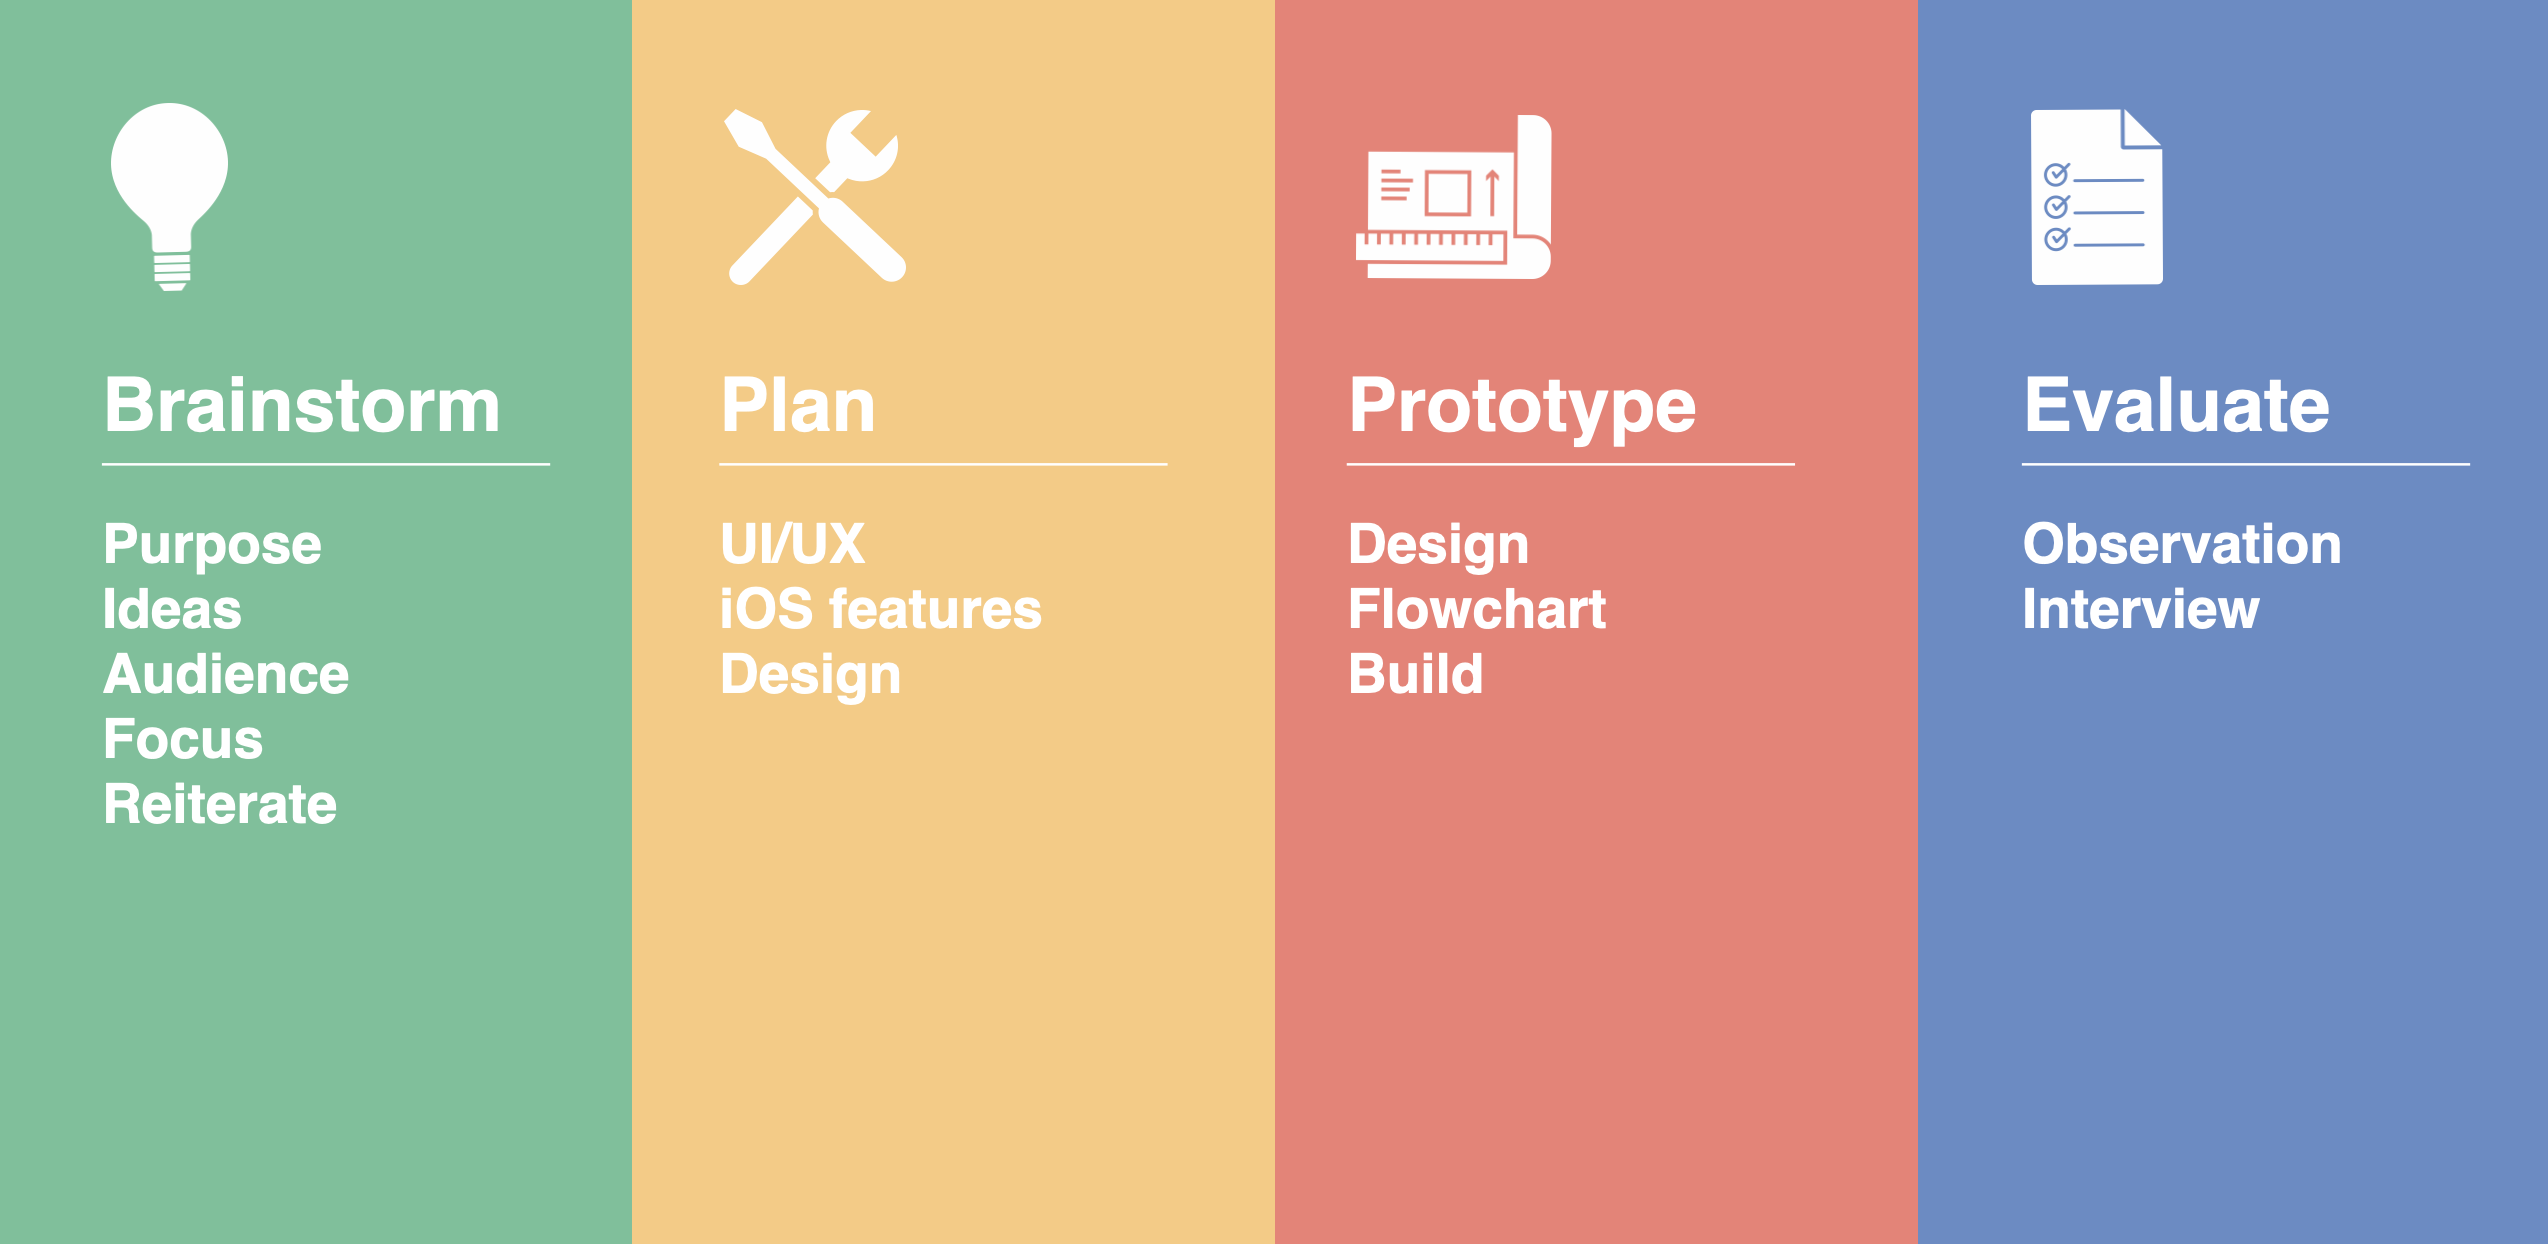 Brainstorm
Purpose
Ideas
Audience
Focus
Reiterate
Plan
UI/UX
iOS features
Design
Prototype
Design
Flowchart
Build
Evaluate
Observation
Interview